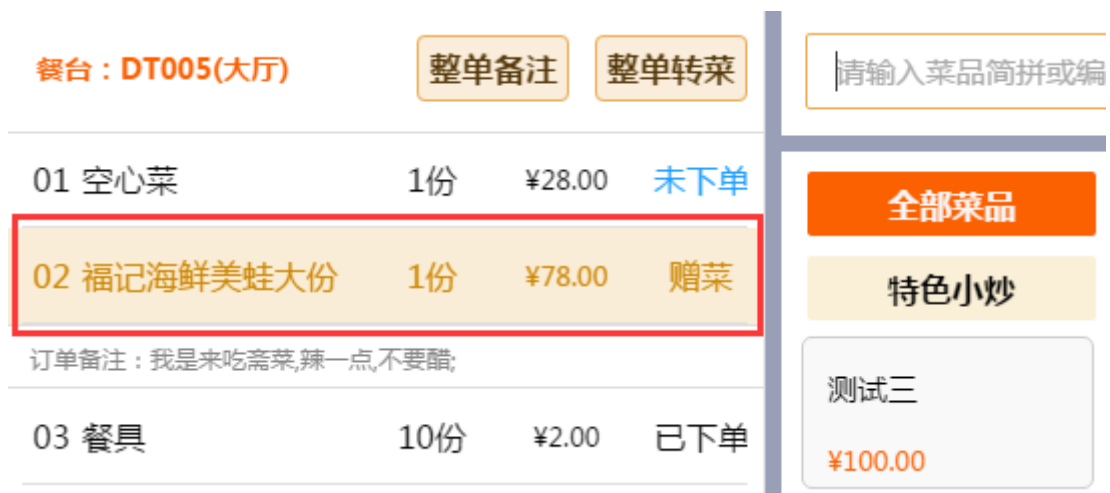 餐台：DT005(大厅) 整单备注 整单转菜
01 空心菜 1份 ¥28.00 未下单
02 福记海鲜美蛙大份 1份 ¥78.00 赠菜
订单备注：我是来吃斋菜,辣一点,不要醋;
03 餐具 10份 ¥2.00 已下单
请输入菜品简拼或编
全部菜品
特色小炒
测试三
¥100.00